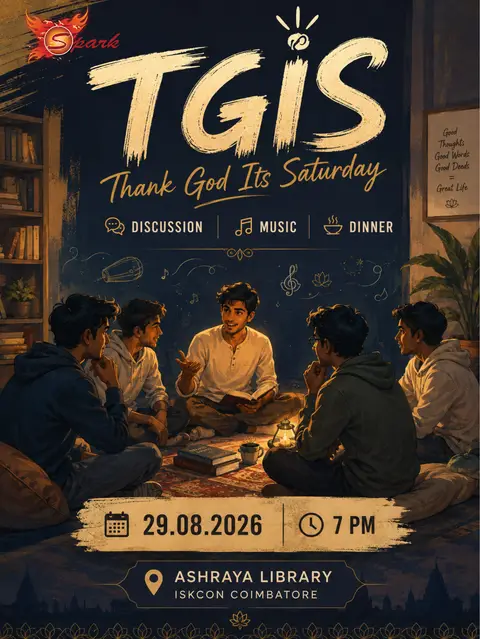 Spark
TGIS
Thank God Its Saturday
DISCUSSION
MUSIC
DINNER
Good
Thoughts
Good Words
Good Deeds
=
Great Life
29.08.2026
7 PM
ASHRAYA LIBRARY
ISKCON COIMBATORE